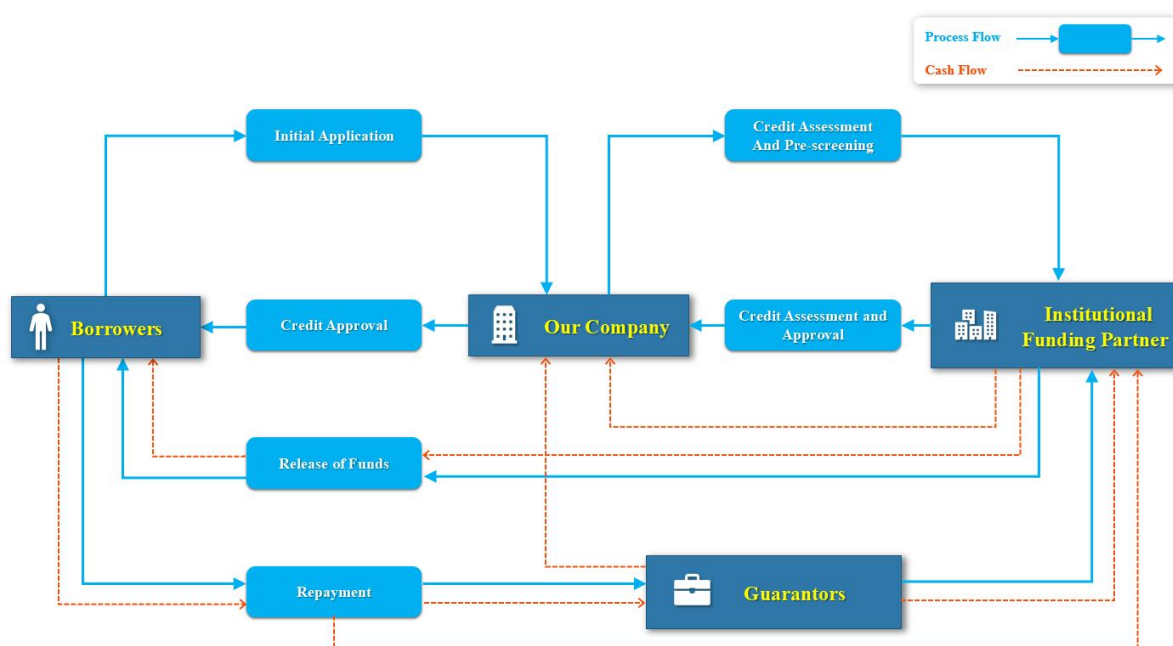 Process Flow
Cash Flow
Initial Application
Credit Assessment
And Pre-screening
Borrowers
Credit Approval
Our Company
Credit Assessment and
Approval
Institutional
Funding Partner
Release of Funds
Repayment
Guarantors